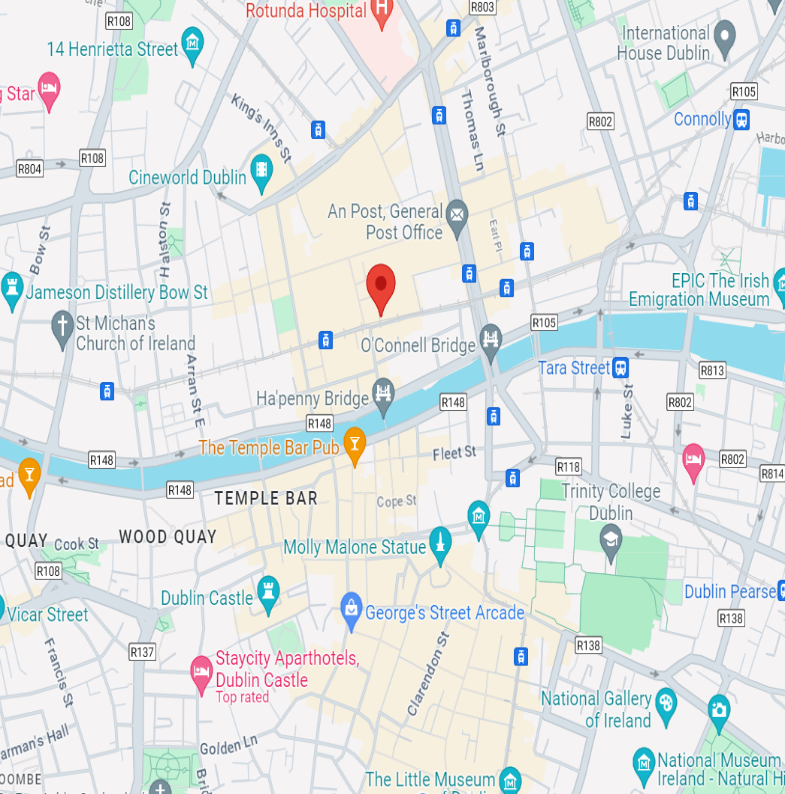 R108
Rotunda Hospital
H
R803
14 Henrietta Street
International
House Dublin
Marlborough St
g Star
King's Inns St
Thomas Ln
R105
R802
Connolly
Harbo
R804
R108
Cineworld Dublin
An Post, General
Post Office
Halston St
Earl Pl
Bow St
Jameson Distillery Bow St
EPIC The Irish
Emigration Museum
St Michan's
Church of Ireland
R105
O'Connell Bridge
Arran St E
Tara Street
R813
Ha'penny Bridge
R148
R802
Luke St
R148
The Temple Bar Pub
Fleet St
R148
R118
R802
R814
ad
R148
TEMPLE BAR
Cope St
Trinity College
Dublin
QUAY
Cook St
WOOD QUAY
Molly Malone Statue
R108
Dublin Castle
George's Street Arcade
Dublin Pearse
Vicar Street
R138
R137
R138
Francis St
Staycity Aparthotels,
Dublin Castle
Top rated
Clarendon St
National Gallery
of Ireland
arman's Hall
Golden Ln
National Museum
Ireland - Natural Hi
OOMBE
Brid
The Little Museum